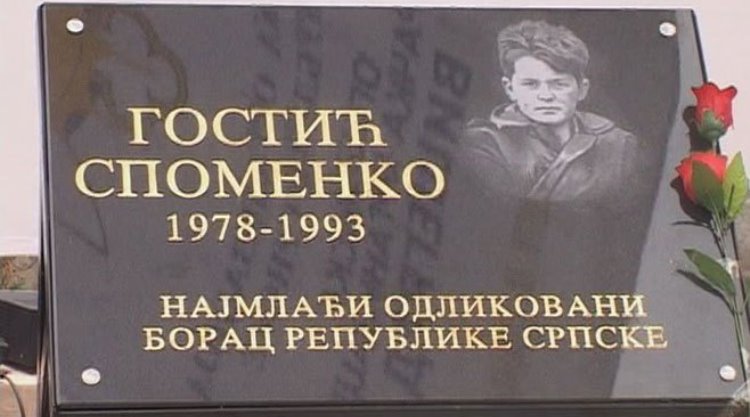 ГОСТИЋ
СПОМЕНКО
1978-1993
НАЈМЛАЂИ ОДЛИКОВАНИ
БОРАЦ РЕПУБЛИКЕ СРПСКЕ